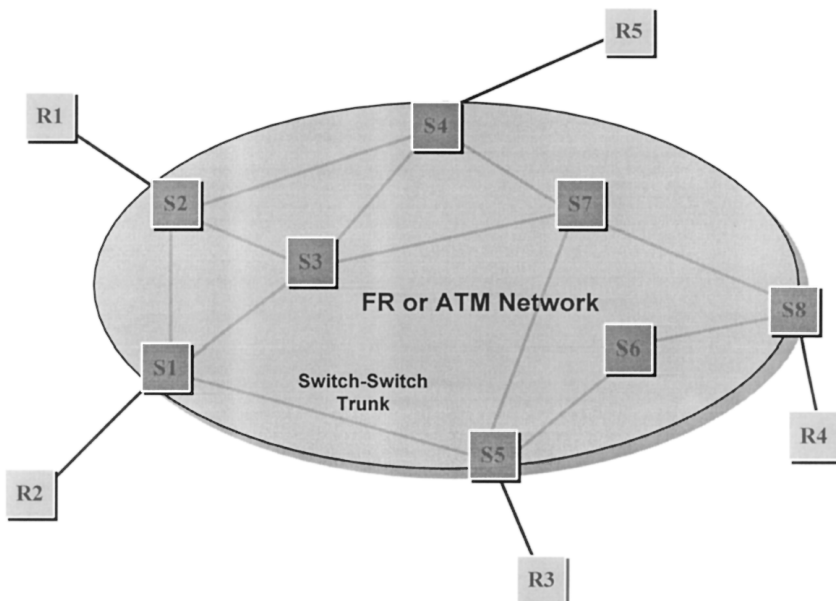 R5
R1
S4
S2
S7
S3
FR or ATM Network
S8
S6
S1
Switch-Switch
Trunk
R4
S5
R2
R3